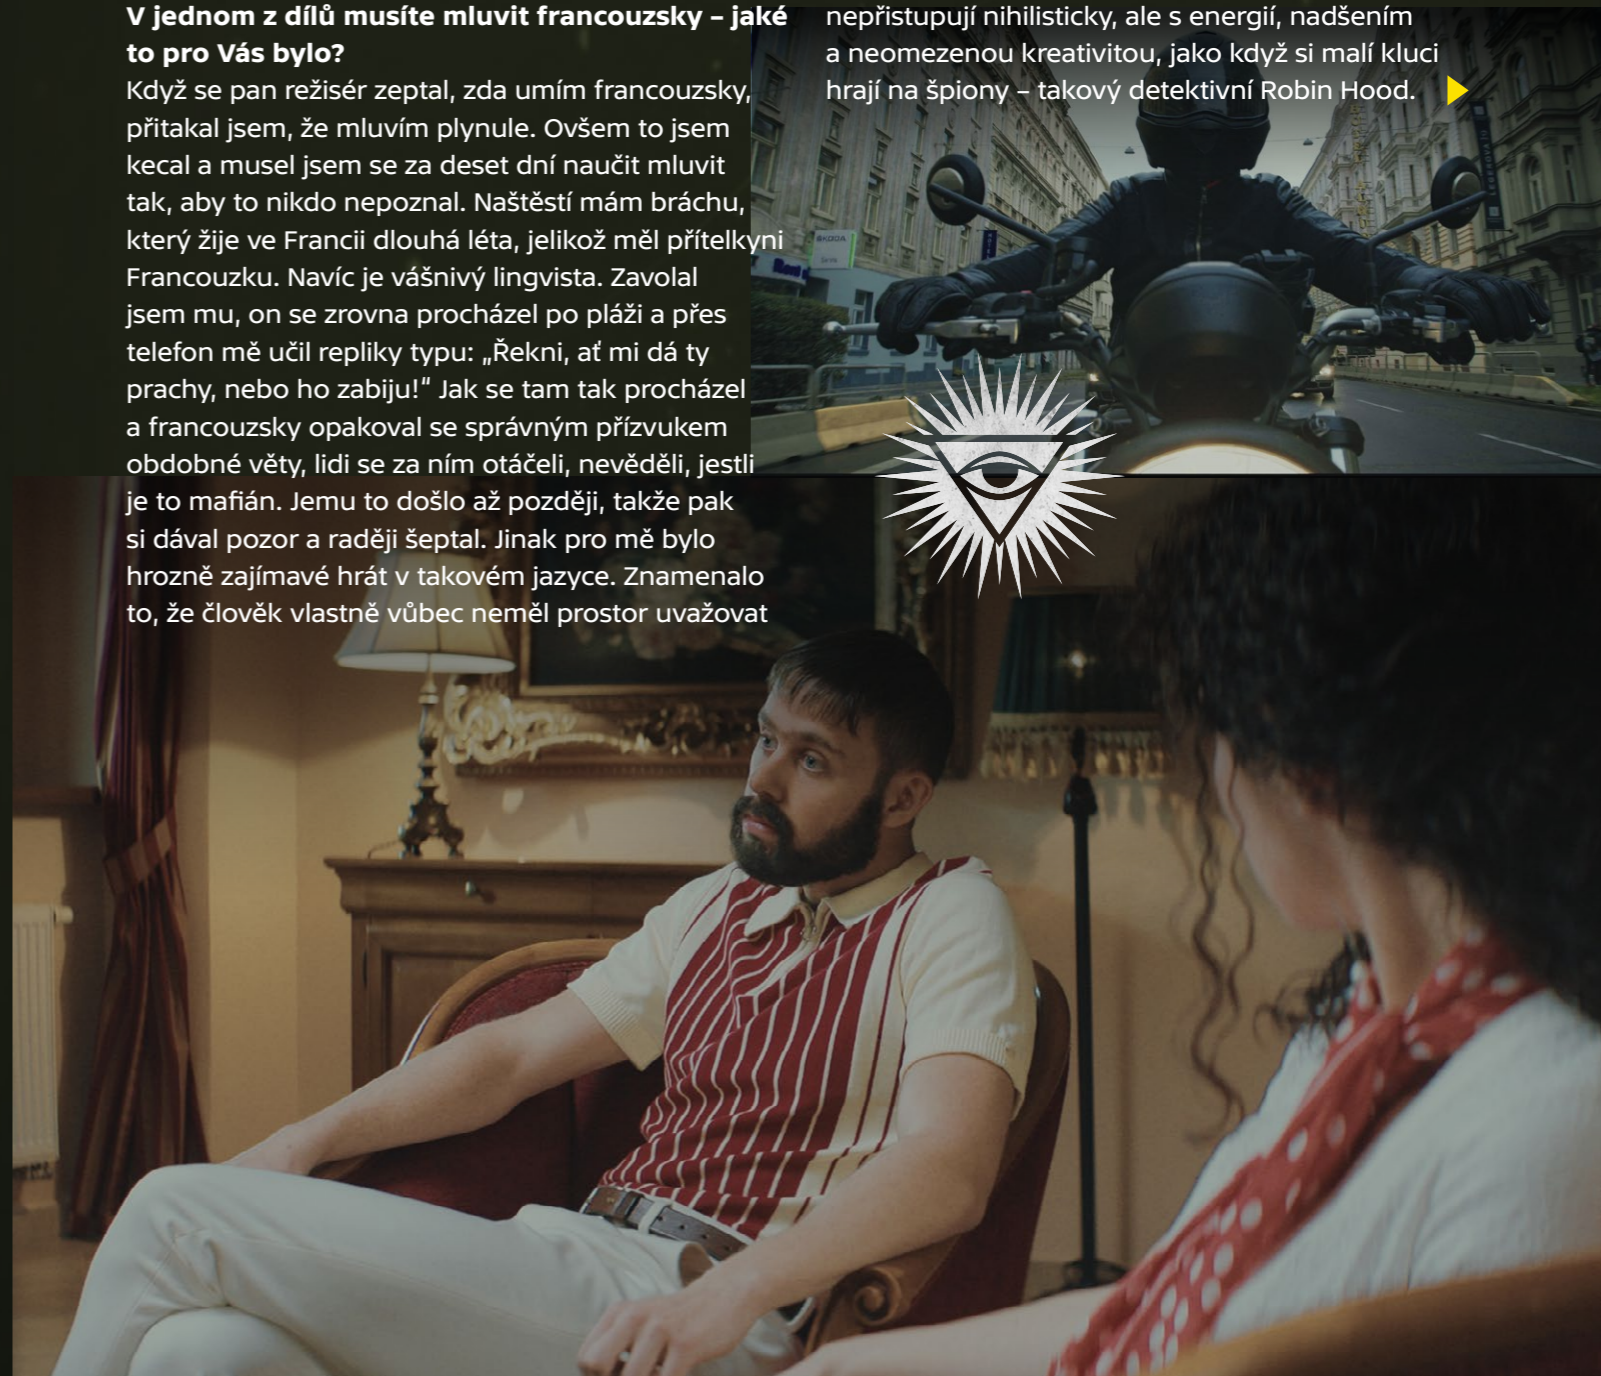 V jednom z dílů musíte mluvit francouzsky – jaké
to pro Vás bylo?
Když se pan režisér zeptal, zda umím francouzsky,
přitakal jsem, že mluvím plynule. Ovšem to jsem
kecal a musel jsem se za deset dní naučit mluvit
tak, aby to nikdo nepoznal. Naštěstí mám bráchu,
který žije ve Francii dlouhá léta, jelikož měl přítelkyni
Francouzku. Navíc je vášnivý lingvista. Zavolal
jsem mu, on se zrovna procházel po pláži a přes
telefon mě učil repliky typu: „Řekni, ať mi dá ty
prachy, nebo ho zabiju!“ Jak se tam tak procházel
a francouzsky opakoval se správným přízvukem
obdobné věty, lidi se za ním otáčeli, nevěděli, jestli
je to mafián. Jemu to došlo až později, takže pak
si dával pozor a raději šeptal. Jinak pro mě bylo
hrozně zajímavé hrát v takovém jazyce. Znamenalo
to, že člověk vlastně vůbec neměl prostor uvažovat
nepřistupují nihilisticky, ale s energií, nadšením
a neomezenou kreativitou, jako když si malí kluci
hrají na špiony – takový detektivní Robin Hood.
ŠKODA